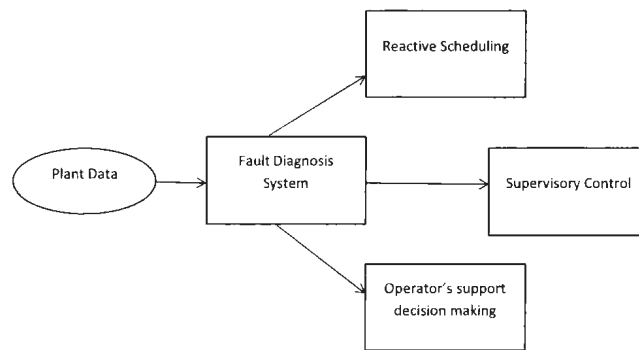 Reactive Scheduling
Plant Data
Fault Diagnosis
System
Supervisory Control
Operator's support
decision making